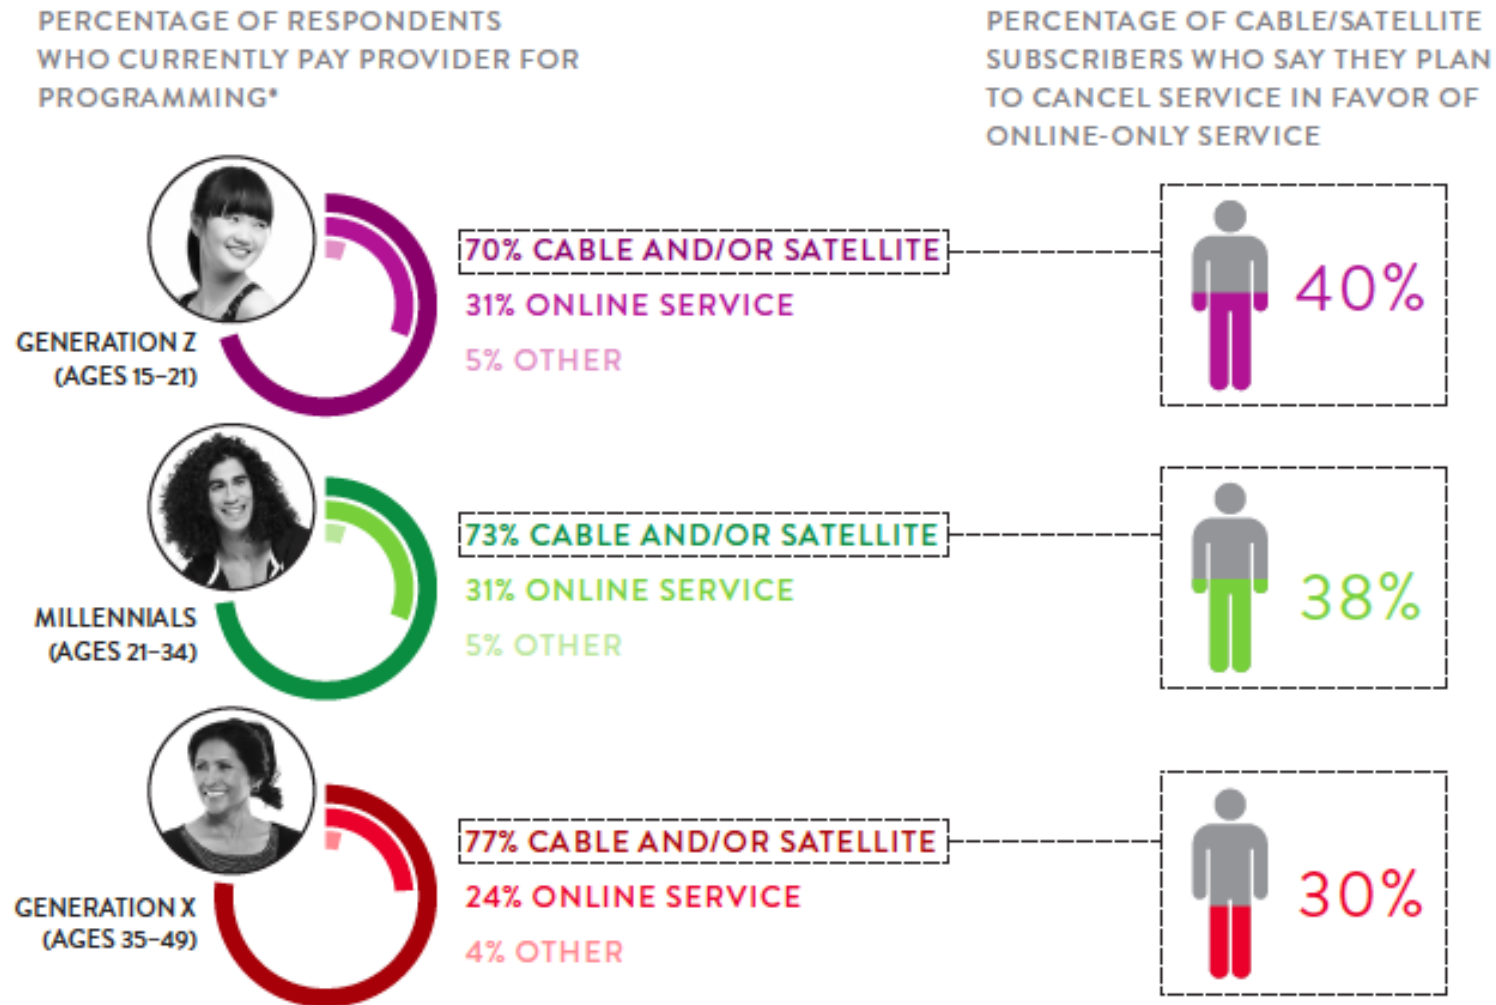 PERCENTAGE OF RESPONDENTS
WHO CURRENTLY PAY PROVIDER FOR
PROGRAMMING*
PERCENTAGE OF CABLE/SATELLITE
SUBSCRIBERS WHO SAY THEY PLAN
TO CANCEL SERVICE IN FAVOR OF
ONLINE-ONLY SERVICE
GENERATION Z
(AGES 15–21)
70% CABLE AND/OR SATELLITE
31% ONLINE SERVICE
5% OTHER
40%
MILLENNIALS
(AGES 21–34)
73% CABLE AND/OR SATELLITE
31% ONLINE SERVICE
5% OTHER
38%
GENERATION X
(AGES 35–49)
77% CABLE AND/OR SATELLITE
24% ONLINE SERVICE
4% OTHER
30%